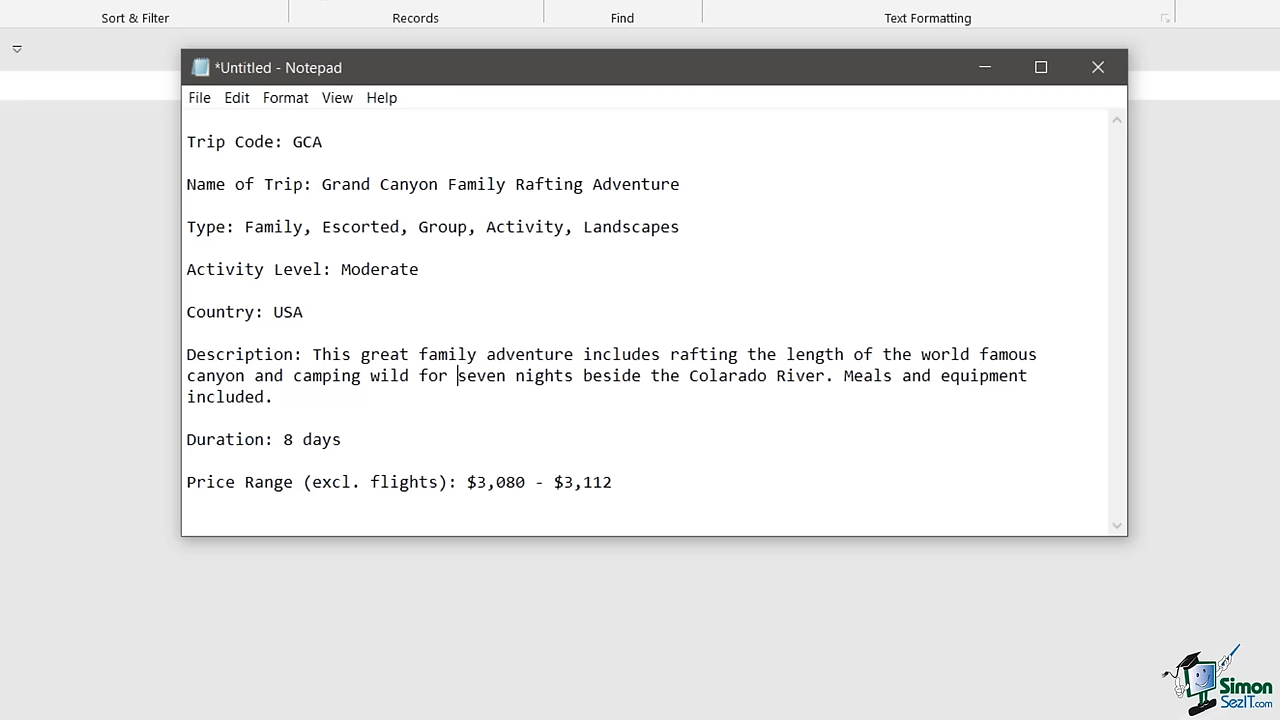 Sort & Filter Records Find Text Formatting
*Untitled - Notepad
File Edit Format View Help
Trip Code: GCA
Name of Trip: Grand Canyon Family Rafting Adventure
Type: Family, Escorted, Group, Activity, Landscapes
Activity Level: Moderate
Country: USA
Description: This great family adventure includes rafting the length of the world famous
canyon and camping wild for seven nights beside the Colarado River. Meals and equipment
included.
Duration: 8 days
Price Range (excl. flights): $3,080 - $3,112
Simon
SezIT.com